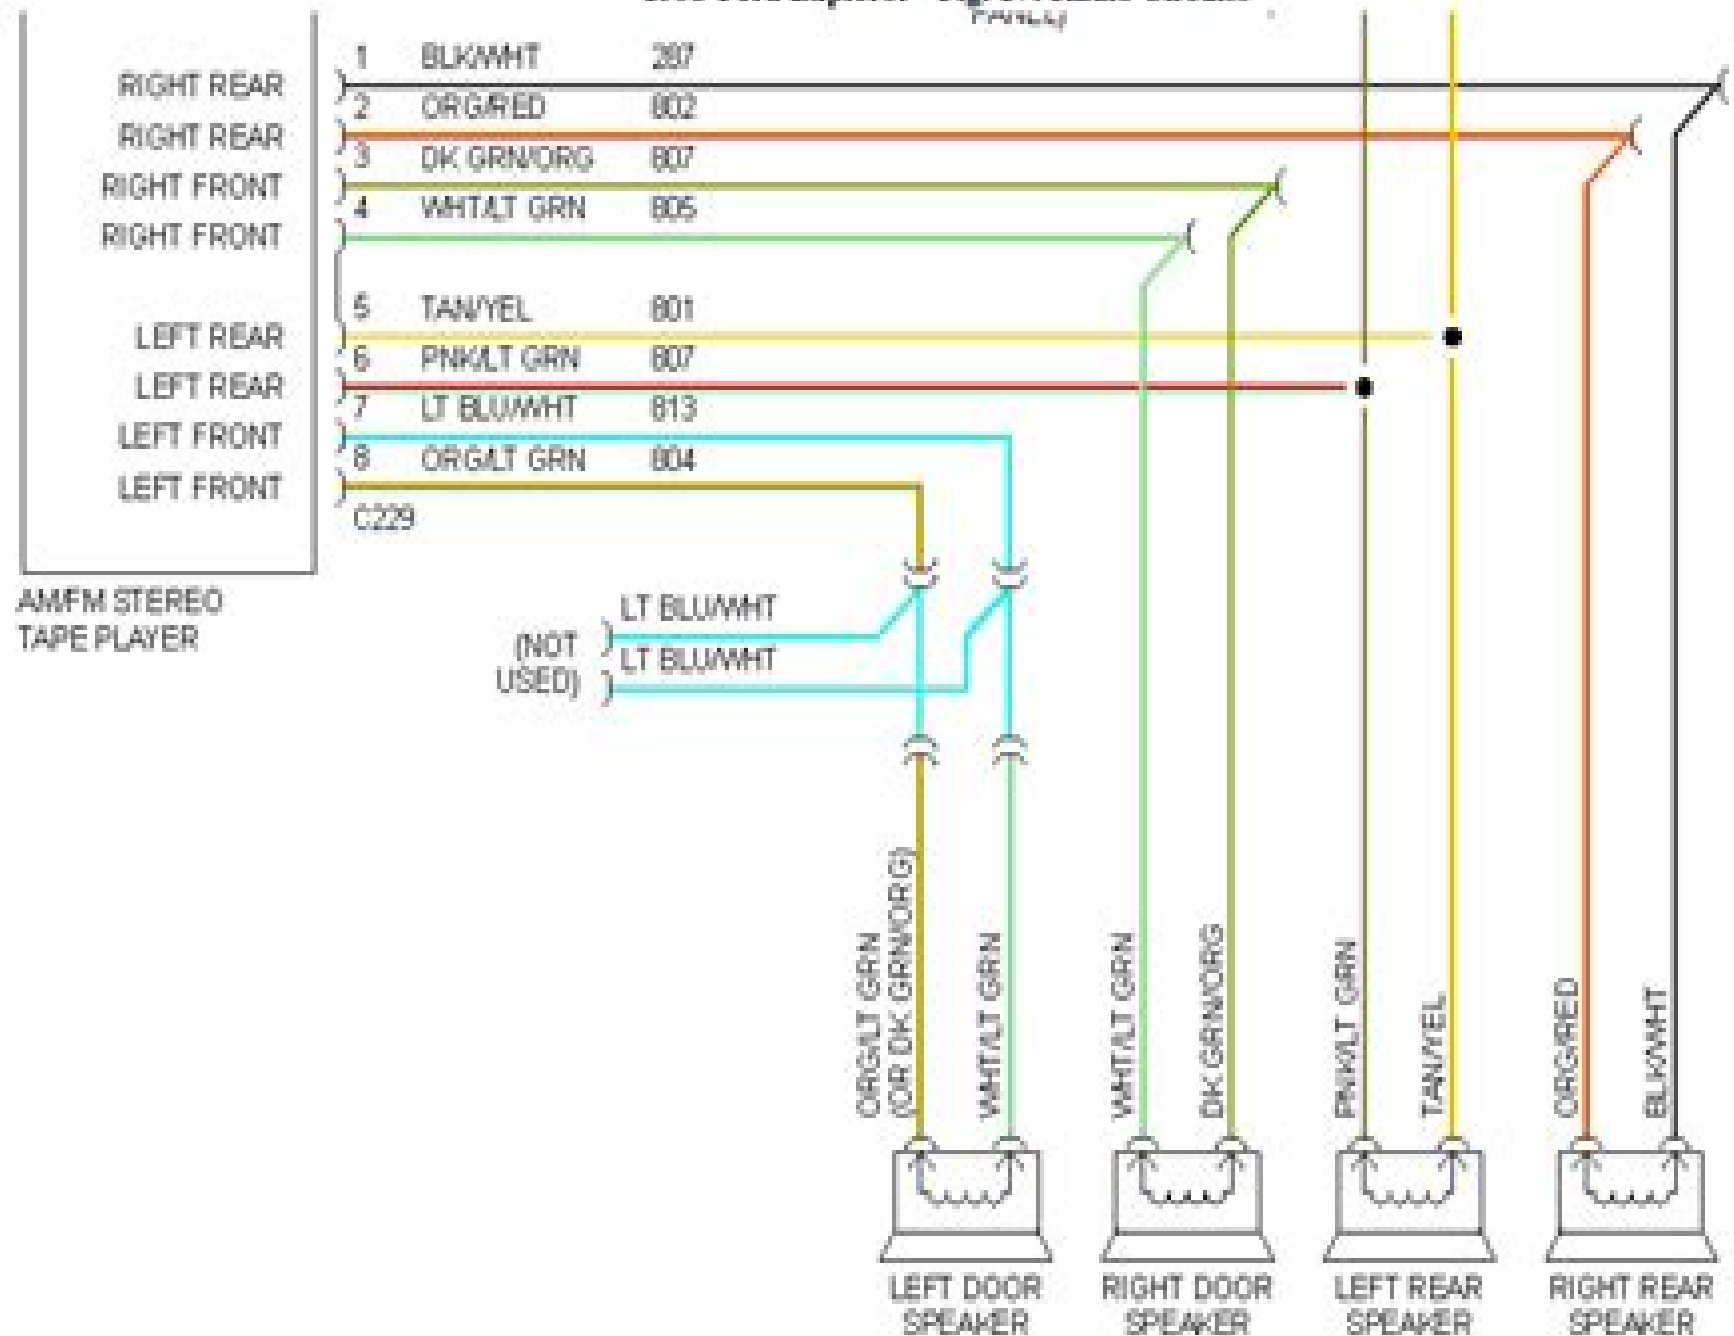 PANEL)
1 BLK/WHT 287
RIGHT REAR
2 ORG/RED 802
RIGHT REAR
3 DK GRN/ORG 807
RIGHT FRONT
4 WHT/LT GRN 805
RIGHT FRONT
5 TAN/YEL 801
LEFT REAR
6 PNK/LT GRN 807
LEFT REAR
7 LT BLU/WHT 813
LEFT FRONT
8 ORG/LT GRN 804
LEFT FRONT
C229
AM/FM STEREO
TAPE PLAYER
LT BLU/WHT
(NOT
USED)
LT BLU/WHT
ORG/LT GRN
(OR DK GRN/ORG)
WHT/LT GRN
WHT/LT GRN
DK GRN/ORG
PNK/LT GRN
TAN/YEL
ORG/RED
BLK/WHT
LEFT DOOR
SPEAKER
RIGHT DOOR
SPEAKER
LEFT REAR
SPEAKER
RIGHT REAR
SPEAKER